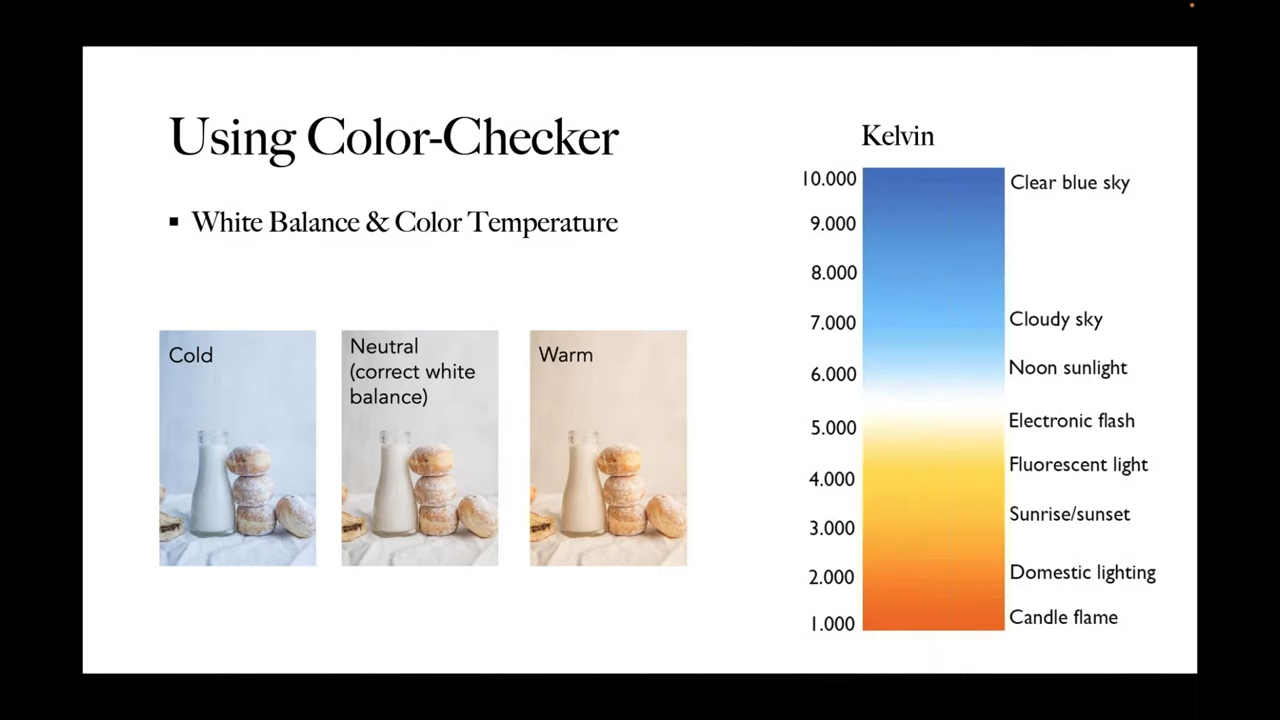 Using Color-Checker
▪ White Balance & Color Temperature
Cold
Neutral
(correct white
balance)
Warm
Kelvin
10.000 Clear blue sky
9.000
8.000
7.000 Cloudy sky
6.000 Noon sunlight
5.000 Electronic flash
4.000 Fluorescent light
3.000 Sunrise/sunset
2.000 Domestic lighting
1.000 Candle flame